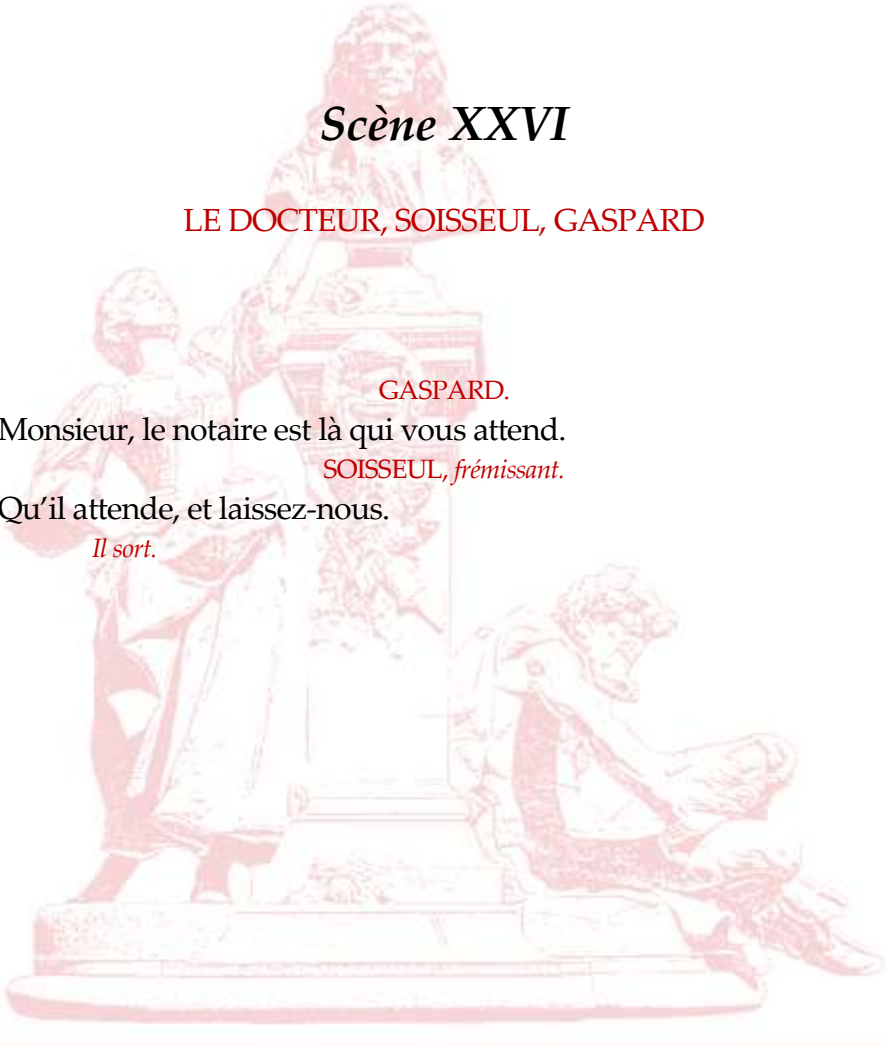 Scène XXVI
LE DOCTEUR, SOISSEUL, GASPARD
GASPARD.
Monsieur, le notaire est là qui vous attend.
SOISSEUL, frémissant.
Qu’il attende, et laissez-nous.
Il sort.